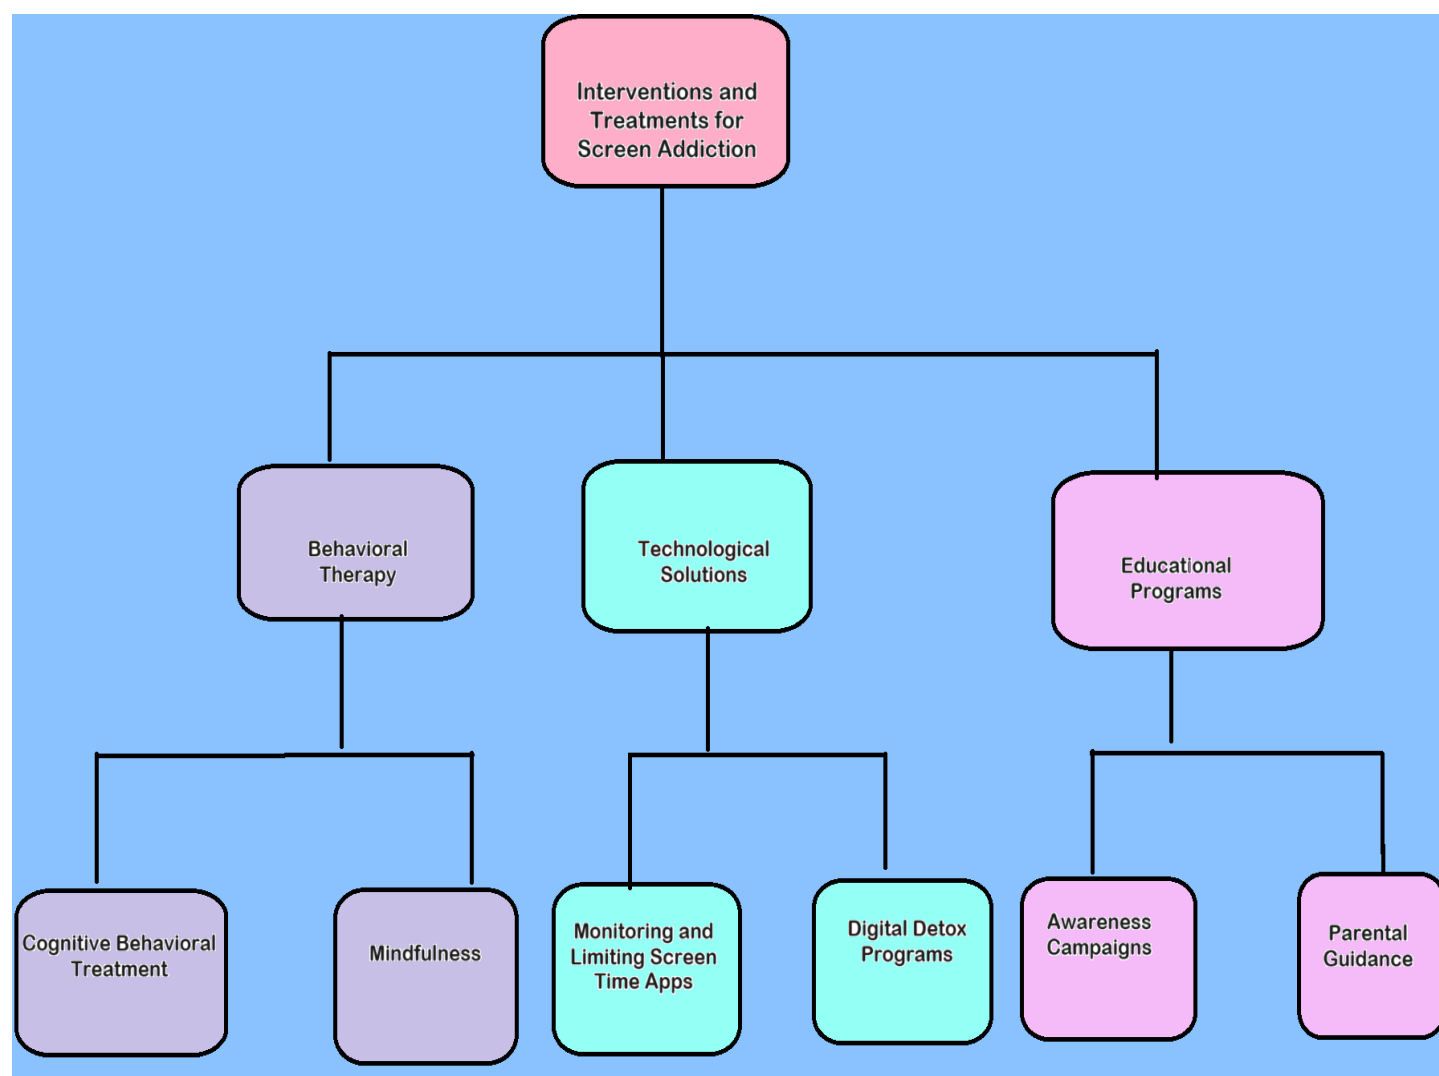 Interventions and
Treatments for
Screen Addiction
Behavioral
Therapy
Technological
Solutions
Educational
Programs
Cognitive Behavioral
Treatment
Mindfulness
Monitoring and
Limiting Screen
Time Apps
Digital Detox
Programs
Awareness
Campaigns
Parental
Guidance